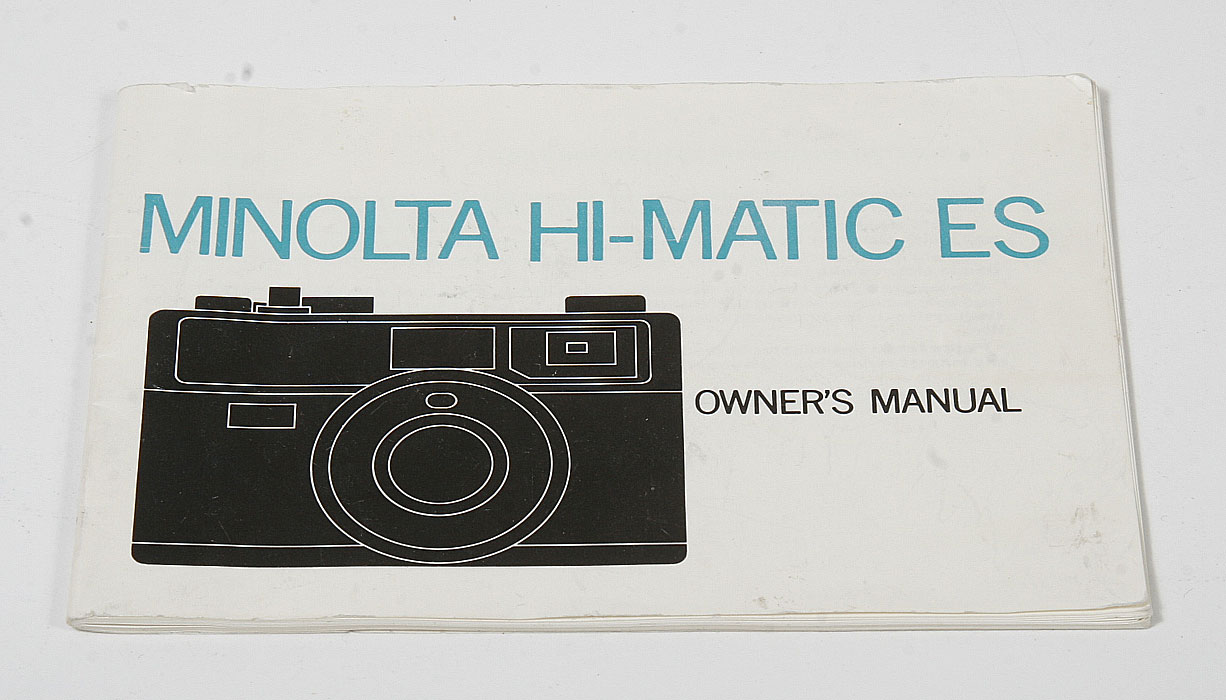 MINOLTA HI-MATIC ES
OWNER'S MANUAL